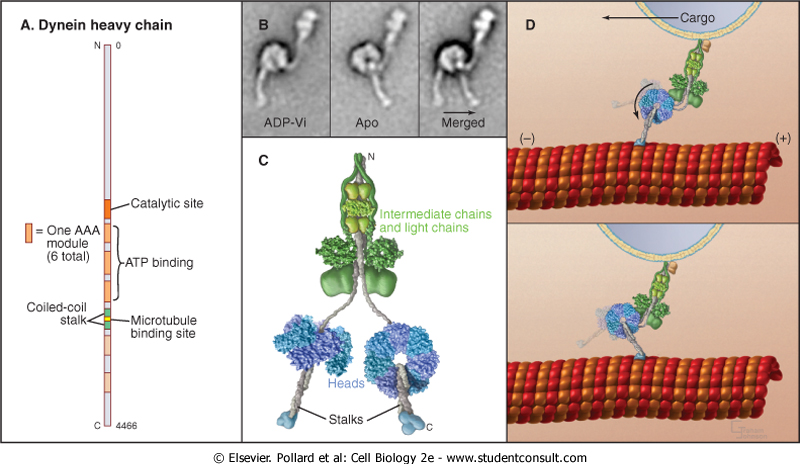 A. Dynein heavy chain
N
0
Catalytic site
= One AAA
module
(6 total)
ATP binding
Coiled-coil
stalk
Microtubule
binding site
C
4466
B
ADP-Vi
Apo
Merged
C
N
Intermediate chains
and light chains
Heads
Stalks
C
D
Cargo
(–)
(+)
© Elsevier. Pollard et al: Cell Biology 2e - www.studentconsult.com